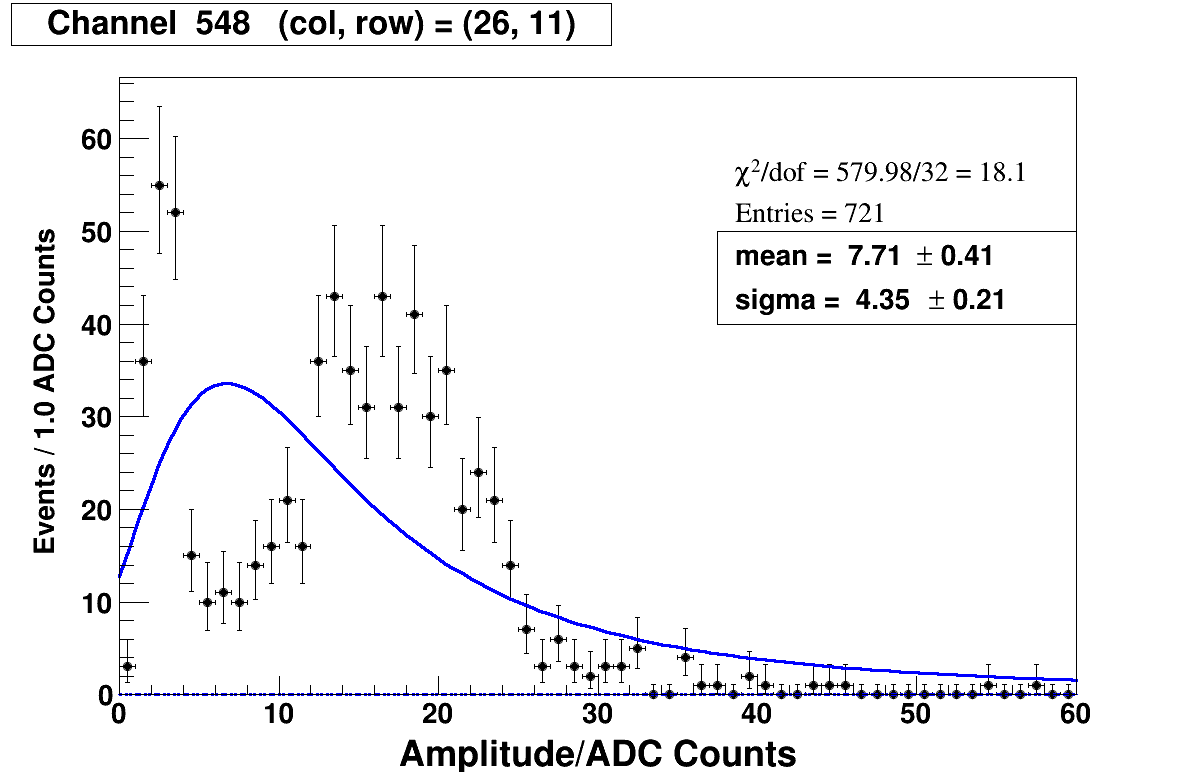 Channel 548 (col, row) = (26, 11)
χ²/dof = 579.98/32 = 18.1
Entries = 721
mean = 7.71 ± 0.41
sigma = 4.35 ± 0.21
Events / 1.0 ADC Counts
60
50
40
30
20
10
0
0 10 20 30 40 50 60
Amplitude/ADC Counts